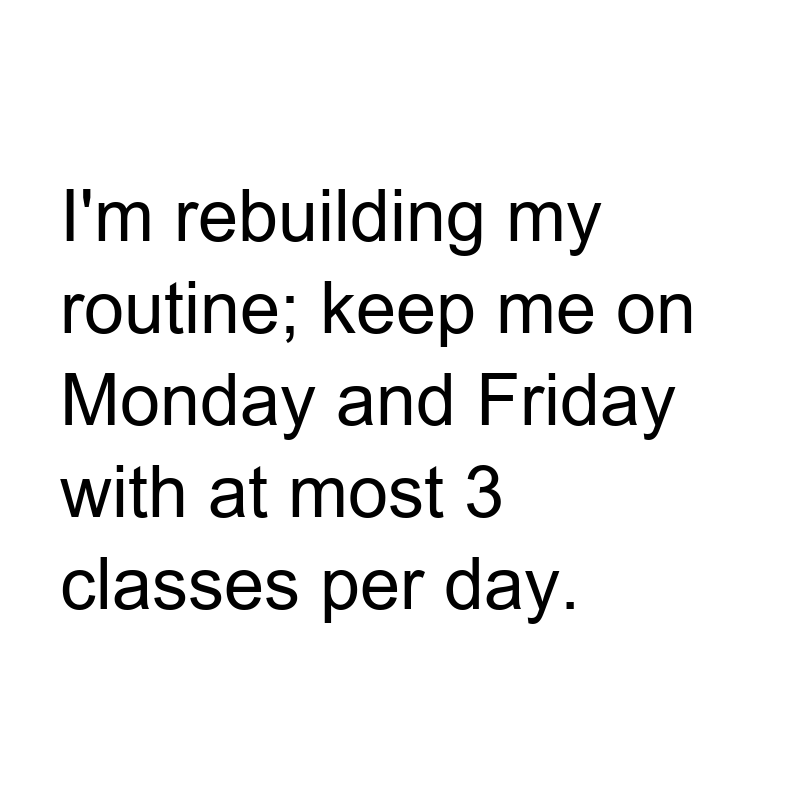 I'm rebuilding my
routine; keep me on
Monday and Friday
with at most 3
classes per day.